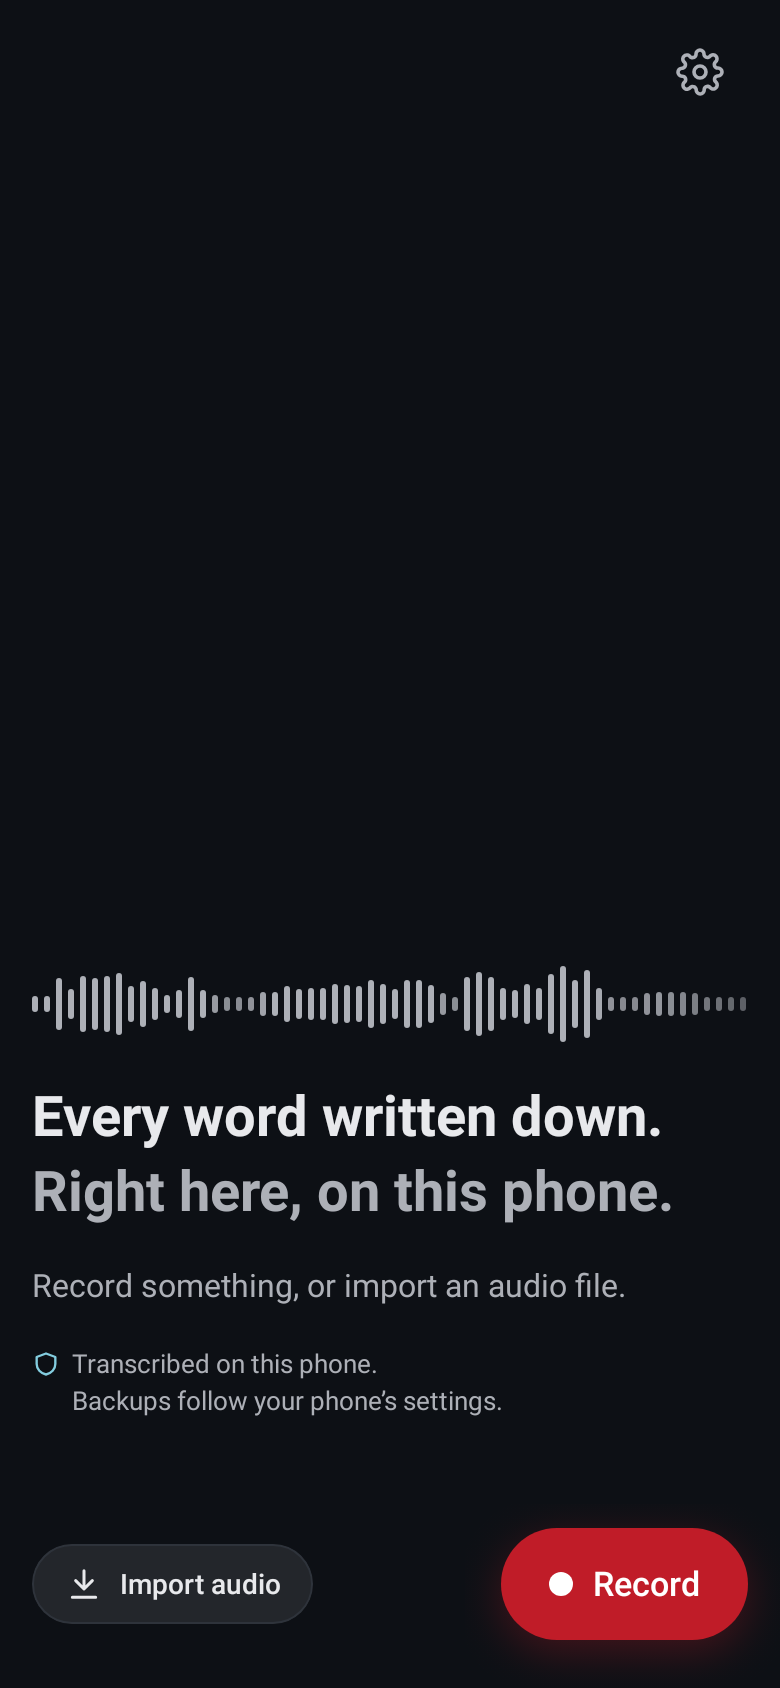 Every word written down.
Right here, on this phone.
Record something, or import an audio file.
Transcribed on this phone.
Backups follow your phone’s settings.
Import audio
Record